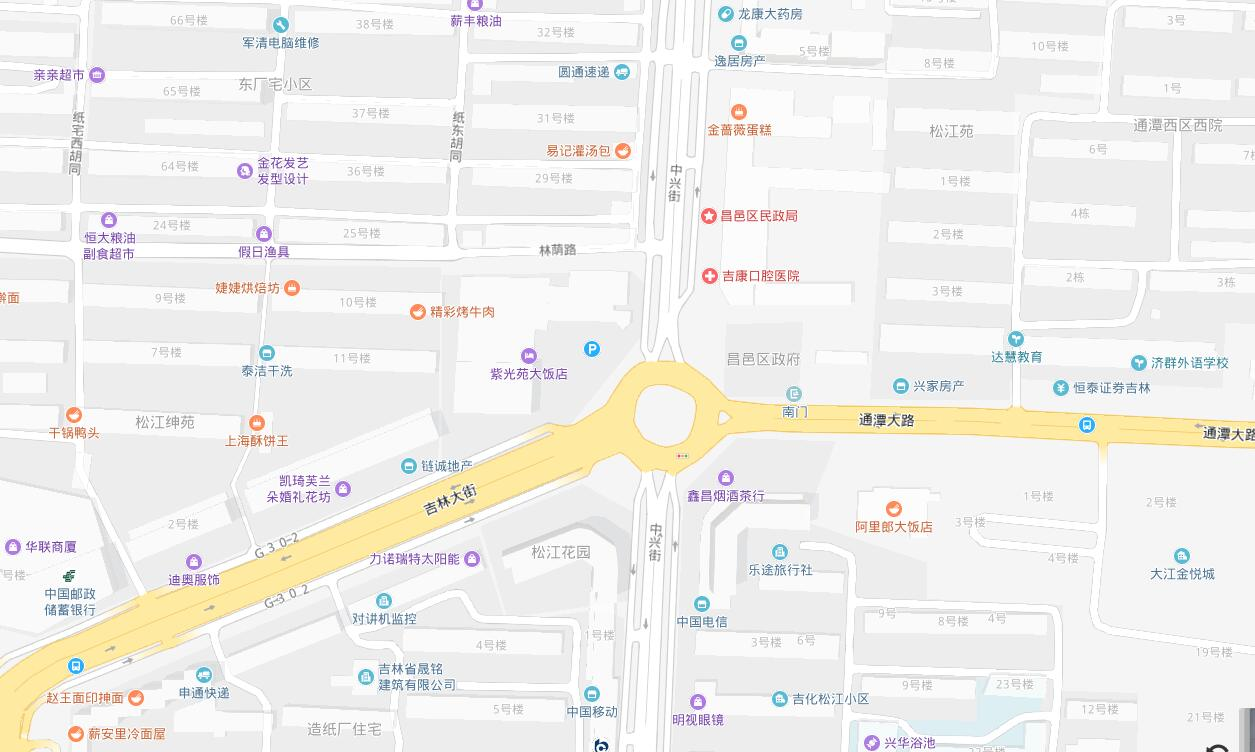 66号楼
38号楼
薪丰粮油
32号楼
龙康大药房
3号
军清电脑维修
逸居房产
5号楼
10号楼
8号楼
亲亲超市
圆通速递
东厂宅小区
65号楼
1号
37号楼
31号楼
金蔷薇蛋糕
松江苑
通潭西区西院
纸宅西胡同
纸东胡同
易记灌汤包
6号
64号楼
金花发艺
发型设计
36号楼
29号楼
中兴街
1号楼
24号楼
25号楼
昌邑区民政局
4栋
恒大粮油
副食超市
假日渔具
林荫路
2号楼
婕婕烘焙坊
吉康口腔医院
2栋
3栋
9号楼
10号楼
3号楼
精彩烤牛肉
7号楼
泰洁干洗
11号楼
紫光苑大饭店
P
昌邑区政府
达慧教育
济群外语学校
兴家房产
恒泰证券吉林
干锅鸭头
松江绅苑
上海酥饼王
南门
通潭大路
通潭大路
链诚地产
凯琦芙兰
朵婚礼花坊
吉林大街
鑫昌烟酒茶行
2号楼
阿里郎大饭店
1号楼
2号楼
3号楼
华联商厦
G302
中兴街
松江花园
4号楼
号楼
迪奥服饰
力诺瑞特太阳能
乐途旅行社
大江金悦城
中国邮政
储蓄银行
G302
对讲机监控
中国电信
9号
8号楼
4号
4号楼
1号楼
3号楼
6号
19号楼
吉林省晟铭
建筑有限公司
申通快递
赵王面印抻面
9号楼
23号楼
吉化松江小区
5号楼
中国移动
明视眼镜
12号楼
21号楼
薪安里冷面屋
造纸厂住宅
兴华浴池